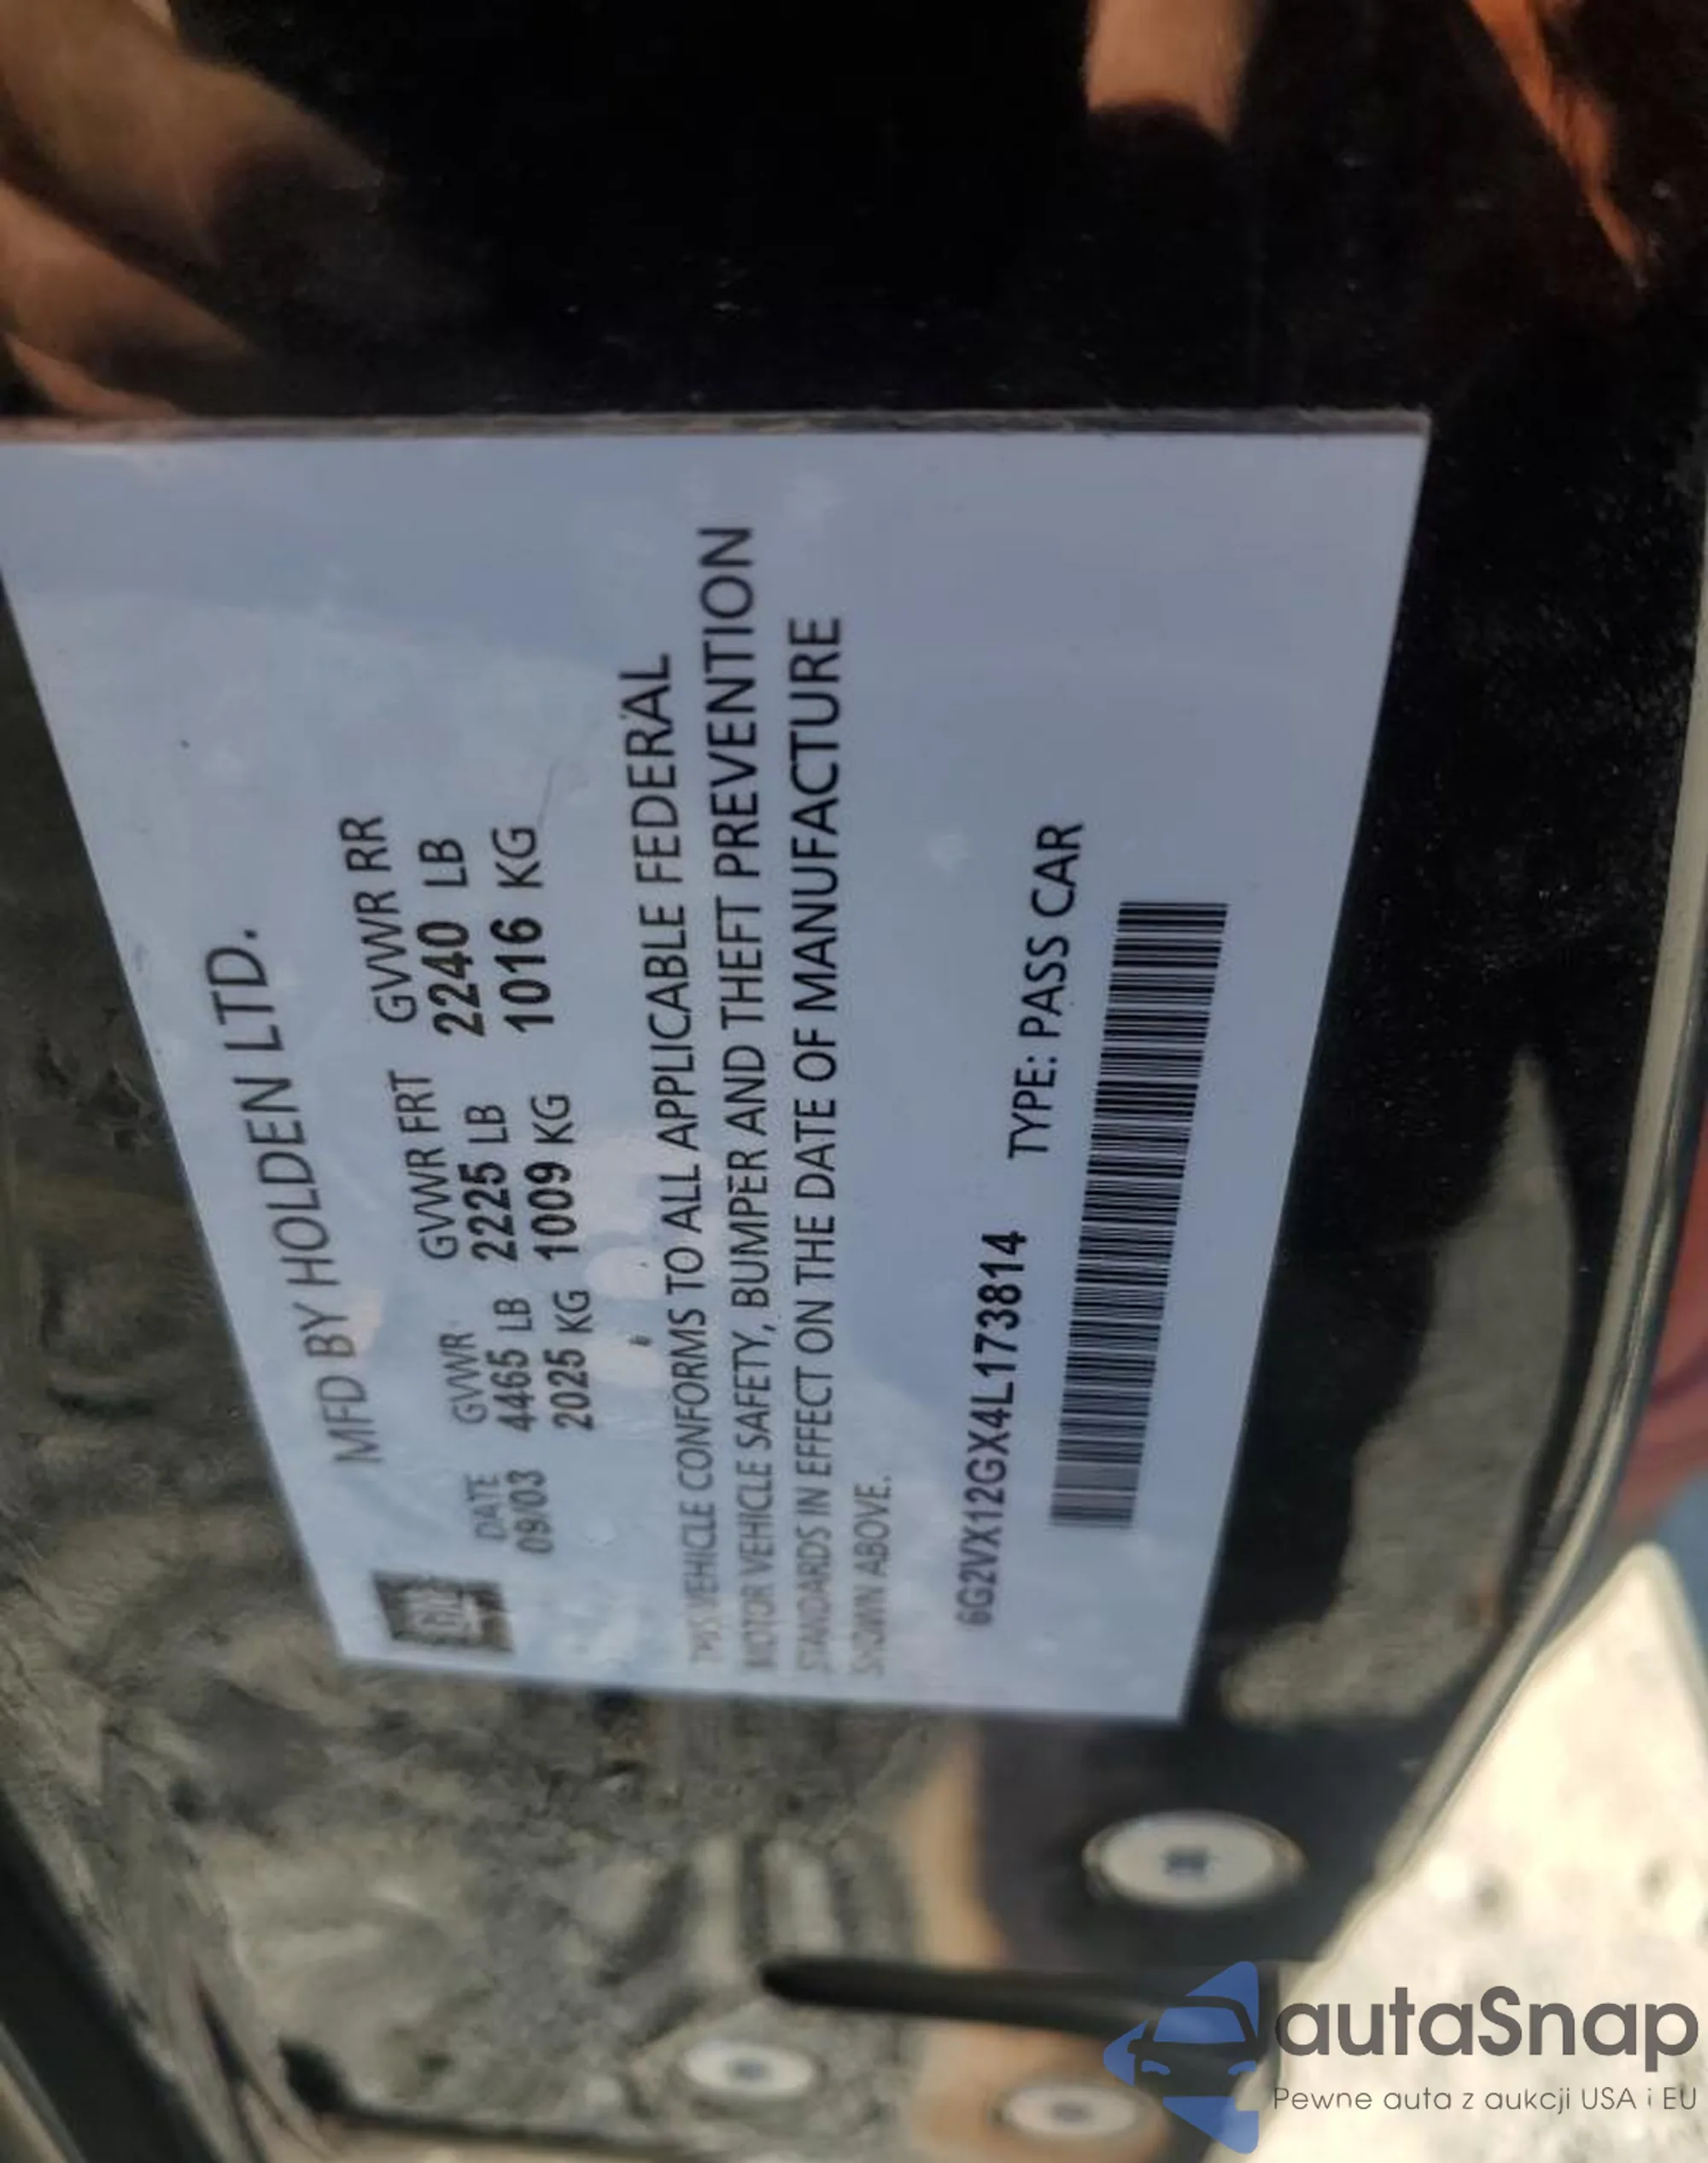 MFD BY HOLDEN LTD.
GM
DATE GVWR GVWR FRT GVWR RR
09/03 4465 LB 2225 LB 2240 LB
2025 KG 1009 KG 1016 KG
THIS VEHICLE CONFORMS TO ALL APPLICABLE FEDERAL
MOTOR VEHICLE SAFETY, BUMPER AND THEFT PREVENTION
STANDARDS IN EFFECT ON THE DATE OF MANUFACTURE
SHOWN ABOVE.
6G2VX12GX4L173814 TYPE: PASS CAR
autaSnap
Pewne auta z aukcji USA i EU